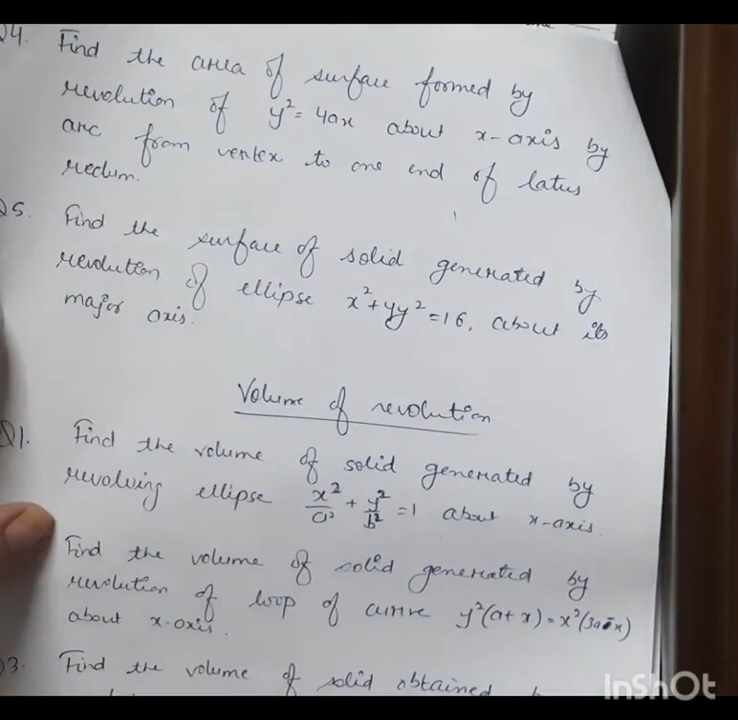 Q4. Find the area of surface formed by
revolution of y² = 4ax about x-axis by
arc from vertex to one end of latus
rectum.
Q5. Find the surface of solid generated by
revolution of ellipse x²+4y²=16, about its
major axis.
Volume of revolution
Q1. Find the volume of solid generated by
revolving ellipse x²/a² + y²/b² = 1 about x-axis.
Find the volume of solid generated by
revolution of loop of curve y²(a+x) = x²(3a-x)
about x-axis.
3. Find the volume of solid obtained
InShOt